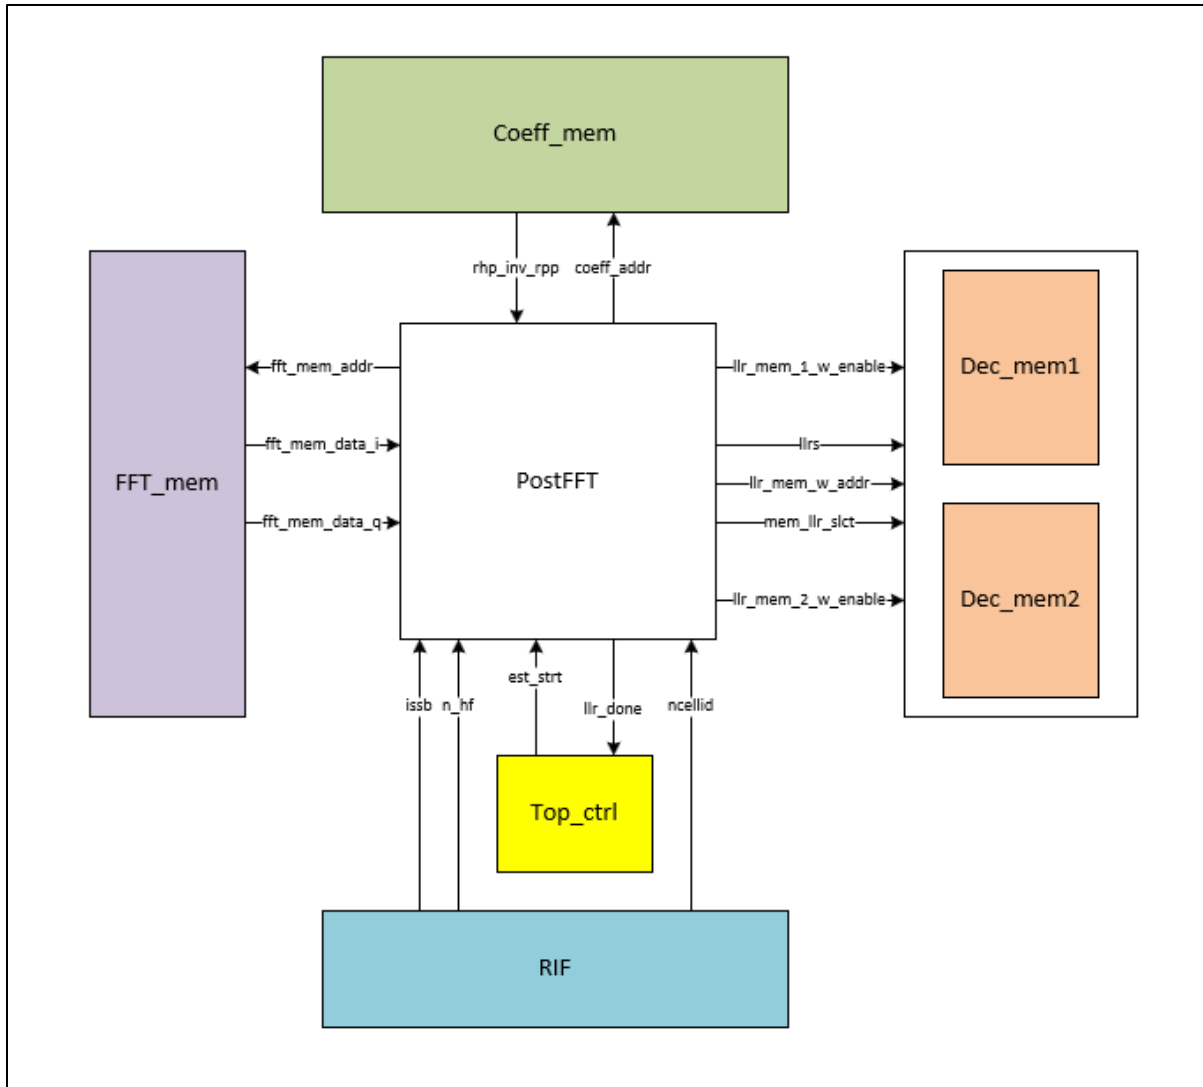 Coeff_mem
rhp_inv_rpp
coeff_addr
FFT_mem
fft_mem_addr
fft_mem_data_i
fft_mem_data_q
PostFFT
llr_mem_1_w_enable
llrs
llr_mem_w_addr
mem_llr_slct
llr_mem_2_w_enable
Dec_mem1
Dec_mem2
issb
n_hf
est_strt
llr_done
ncellid
Top_ctrl
RIF